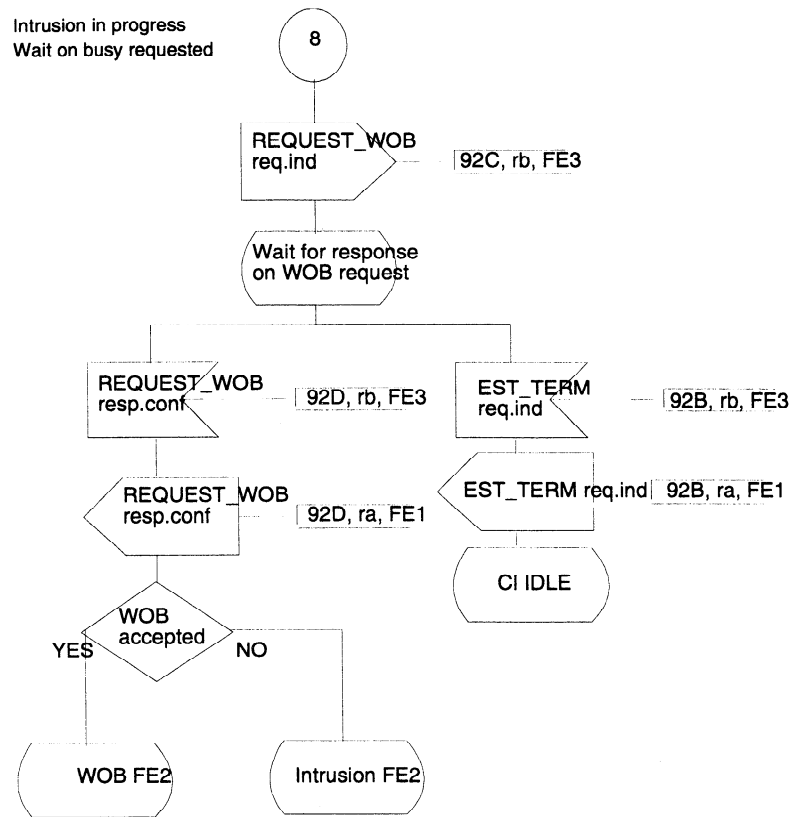 Intrusion in progress
Wait on busy requested
8
REQUEST_WOB
req.ind
92C, rb, FE3
Wait for response
on WOB request
REQUEST_WOB
resp.conf
92D, rb, FE3
EST_TERM
req.ind
92B, rb, FE3
REQUEST_WOB
resp.conf
92D, ra, FE1
EST_TERM req.ind
92B, ra, FE1
CI IDLE
WOB
accepted
YES
NO
WOB FE2
Intrusion FE2